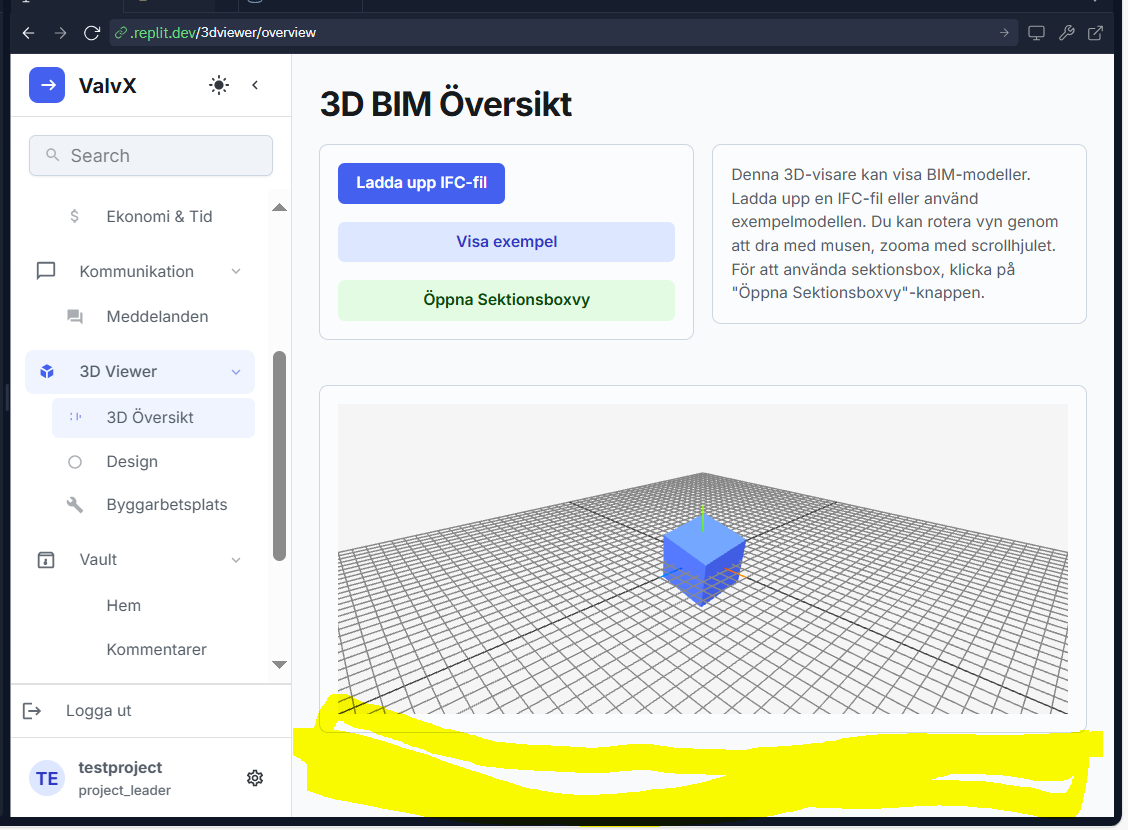 .replit.dev/3dviewer/overview
ValvX
Search
$ Ekonomi & Tid
Kommunikation
Meddelanden
3D Viewer
3D Översikt
Design
Byggarbetsplats
Vault
Hem
Kommentarer
Logga ut
TE
testproject
project_leader
3D BIM Översikt
Ladda upp IFC-fil
Visa exempel
Öppna Sektionsboxvy
Denna 3D-visare kan visa BIM-modeller.
Ladda upp en IFC-fil eller använd
exempelmodellen. Du kan rotera vyn genom
att dra med musen, zooma med scrollhjulet.
För att använda sektionsbox, klicka på
"Öppna Sektionsboxvy"-knappen.